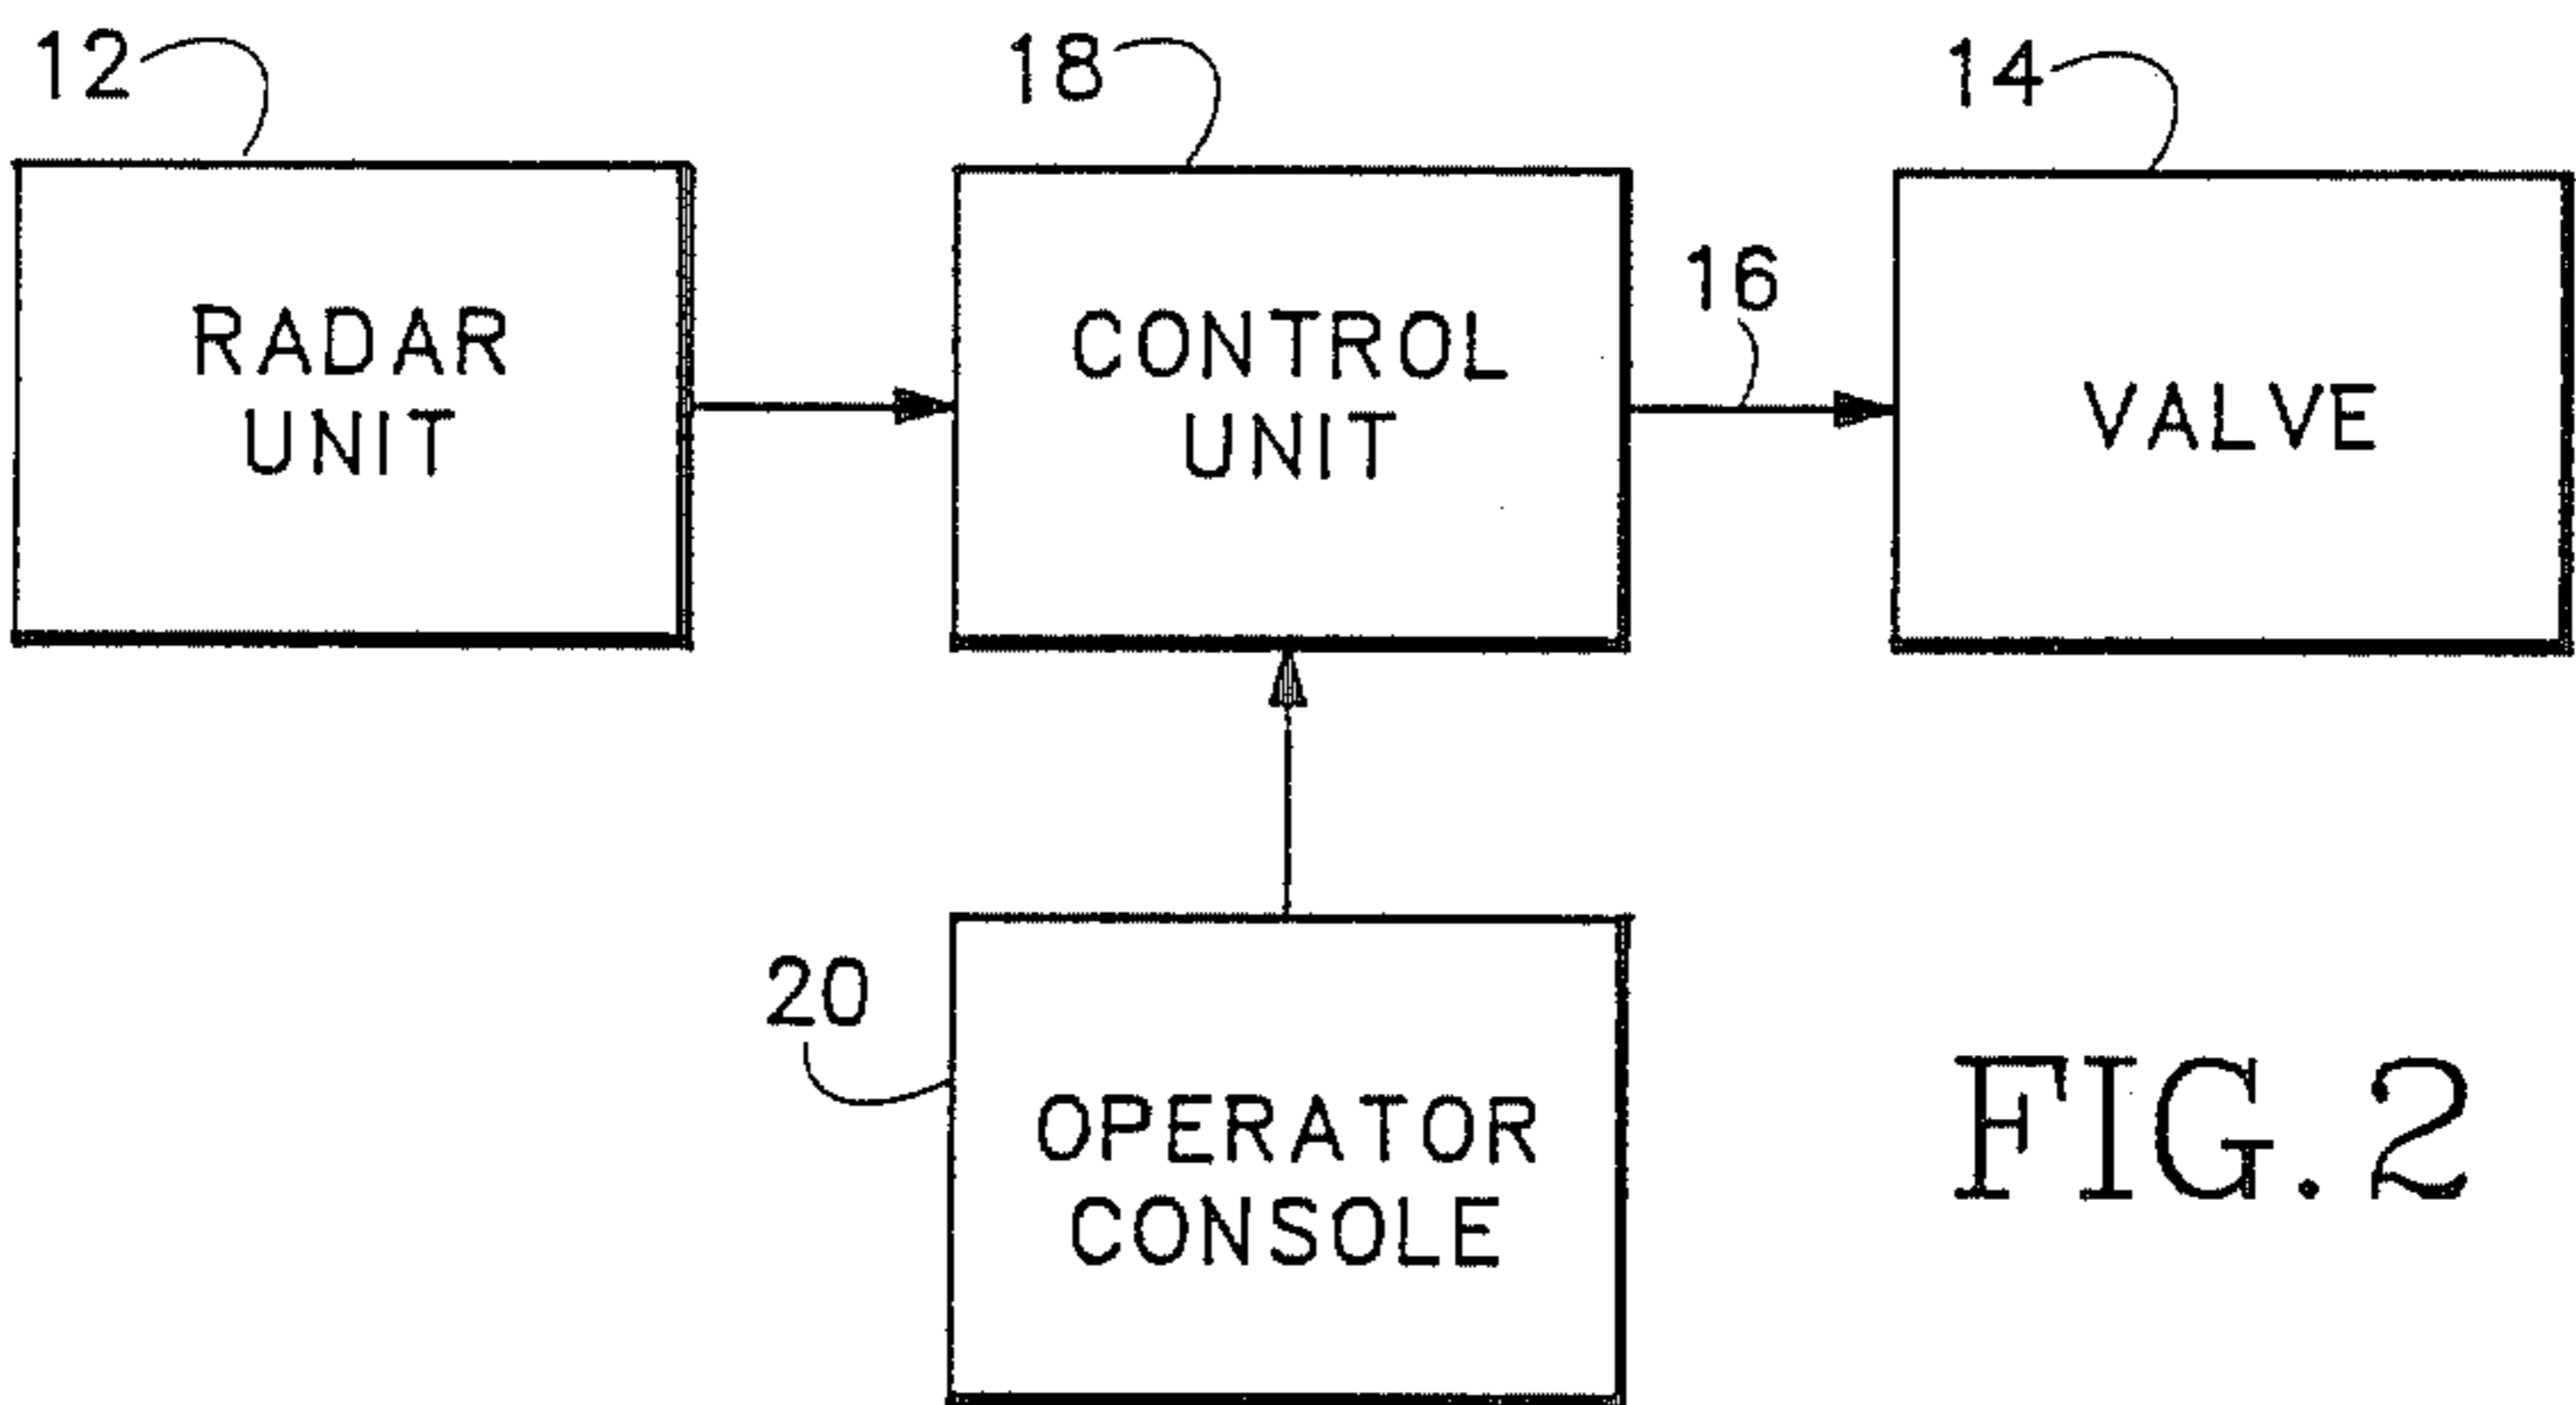 12
18
14
RADAR
UNIT
CONTROL
UNIT
16
VALVE
20
OPERATOR
CONSOLE
FIG. 2